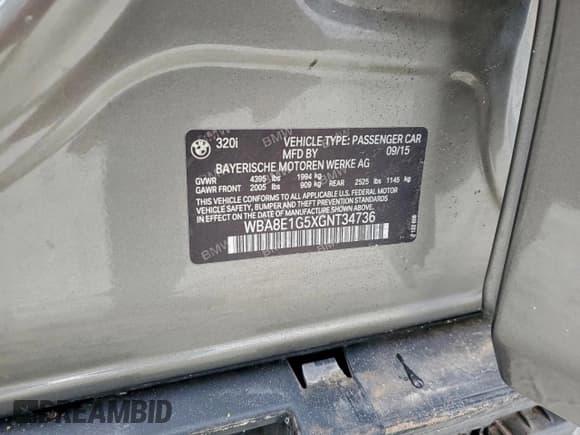 320i VEHICLE TYPE: PASSENGER CAR
MFD BY 09/15
BAYERISCHE MOTOREN WERKE AG
GVWR 4395 lbs 1994 kg
GAWR FRONT 2005 lbs 909 kg REAR 2525 lbs 1145 kg
THIS VEHICLE CONFORMS TO ALL APPLICABLE U.S. FEDERAL MOTOR
VEHICLE SAFETY, BUMPER, AND THEFT PREVENTION STANDARDS
IN EFFECT ON THE DATE OF MANUFACTURE SHOWN ABOVE.
WBA8E1G5XGNT34736
DREAMBID